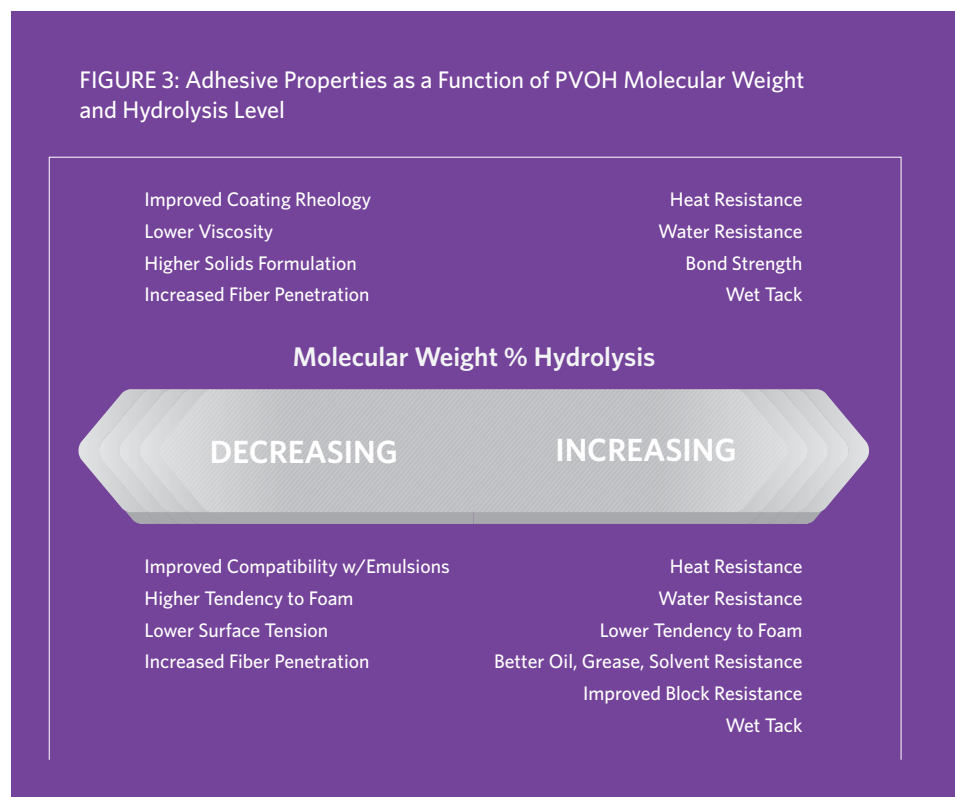 FIGURE 3: Adhesive Properties as a Function of PVOH Molecular Weight
and Hydrolysis Level
Improved Coating Rheology
Lower Viscosity
Higher Solids Formulation
Increased Fiber Penetration
Heat Resistance
Water Resistance
Bond Strength
Wet Tack
Molecular Weight % Hydrolysis
DECREASING
INCREASING
Improved Compatibility w/Emulsions
Higher Tendency to Foam
Lower Surface Tension
Increased Fiber Penetration
Heat Resistance
Water Resistance
Lower Tendency to Foam
Better Oil, Grease, Solvent Resistance
Improved Block Resistance
Wet Tack